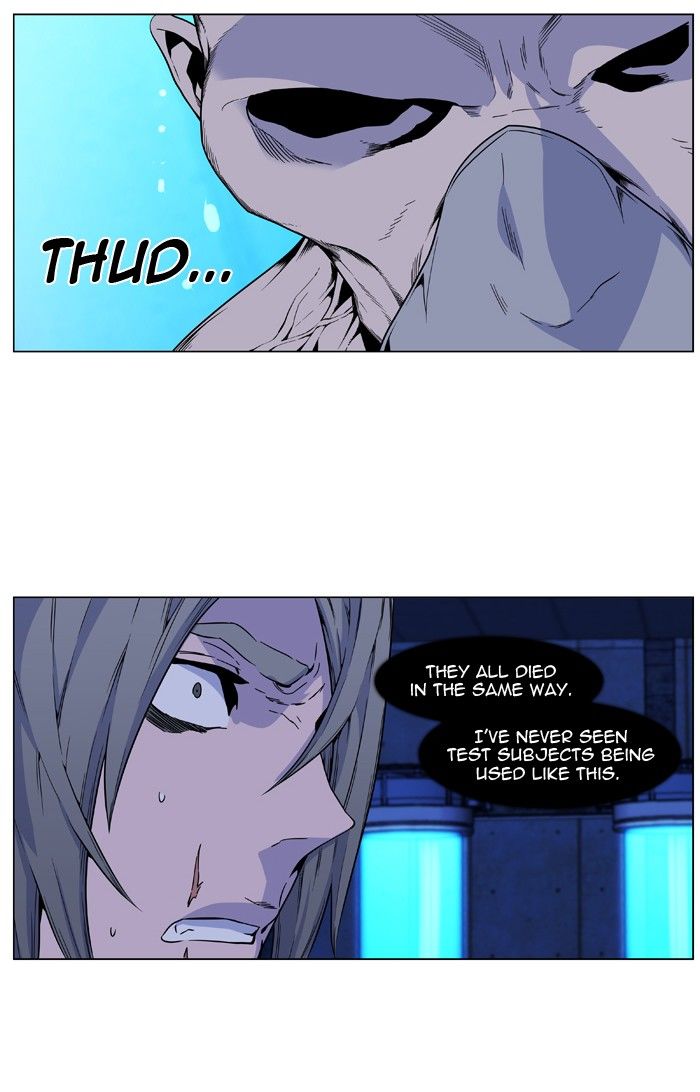 THUD...
THEY ALL DIED
IN THE SAME WAY.
I'VE NEVER SEEN
TEST SUBJECTS BEING
USED LIKE THIS.